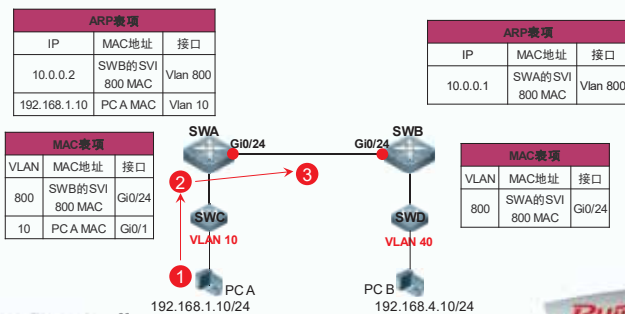 ARP表项
IP MAC地址 接口
10.0.0.2 SWB的SVI 800 MAC Vlan 800
192.168.1.10 PC A MAC Vlan 10
ARP表项
IP MAC地址 接口
10.0.0.1 SWA的SVI 800 MAC Vlan 800
MAC表项
VLAN MAC地址 接口
800 SWB的SVI 800 MAC Gi0/24
10 PC A MAC Gi0/1
SWA
Gi0/24
Gi0/24
SWB
2
3
MAC表项
VLAN MAC地址 接口
800 SWA的SVI 800 MAC Gi0/24
SWC
VLAN 10
SWD
VLAN 40
1
PC A
192.168.1.10/24
PC B
192.168.4.10/24